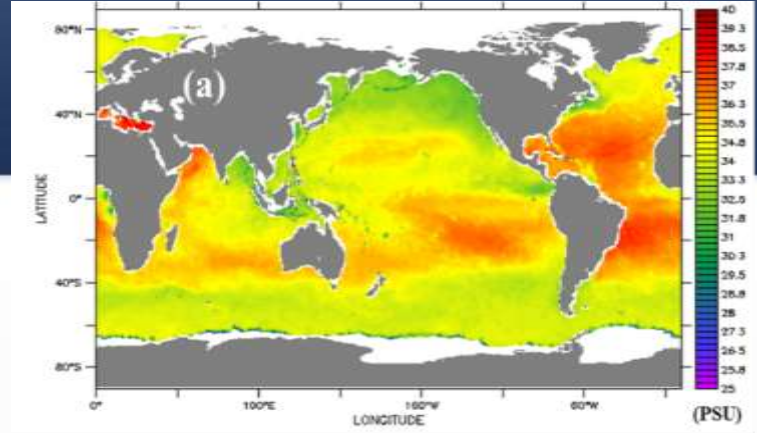 (a)
80°N
40°N
0°
40°S
80°S
LATITUDE
0°
100°E
160°W
60°W
LONGITUDE
40
39.3
38.5
37.8
37
36.3
35.5
34.8
34
33.3
32.5
31.8
31
30.3
29.5
28.8
28
27.3
26.5
25.8
25
(PSU)